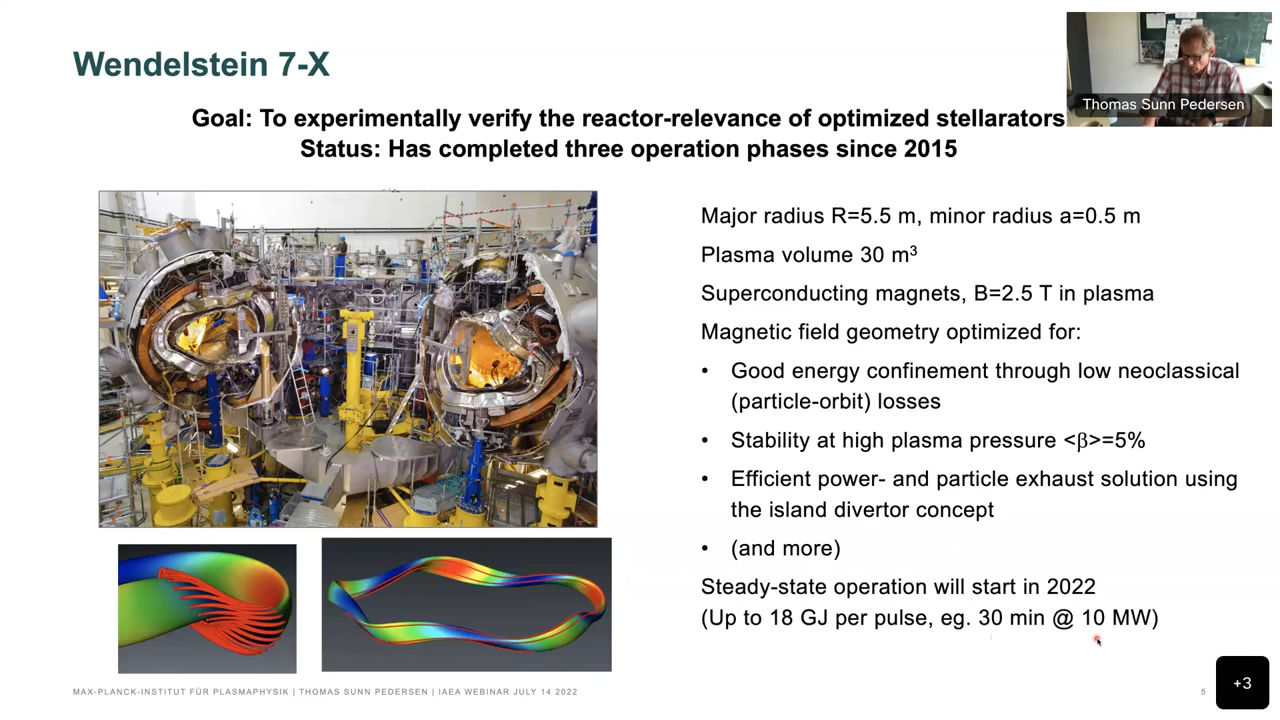 Wendelstein 7-X
Thomas Sunn Pedersen
Goal: To experimentally verify the reactor-relevance of optimized stellarators
Status: Has completed three operation phases since 2015
Major radius R=5.5 m, minor radius a=0.5 m
Plasma volume 30 m³
Superconducting magnets, B=2.5 T in plasma
Magnetic field geometry optimized for:
• Good energy confinement through low neoclassical
(particle-orbit) losses
• Stability at high plasma pressure <β>=5%
• Efficient power- and particle exhaust solution using
the island divertor concept
• (and more)
Steady-state operation will start in 2022
(Up to 18 GJ per pulse, eg. 30 min @ 10 MW)
MAX-PLANCK-INSTITUT FÜR PLASMAPHYSIK | THOMAS SUNN PEDERSEN | IAEA WEBINAR JULY 14 2022
5
+3